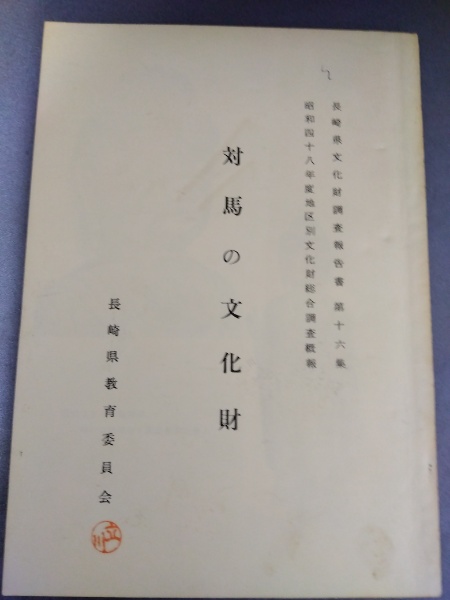 長崎県文化財調査報告書 第十六集
昭和四十八年度地区別文化財総合調査概報
対馬の文化財
長崎県教育委員会
立川